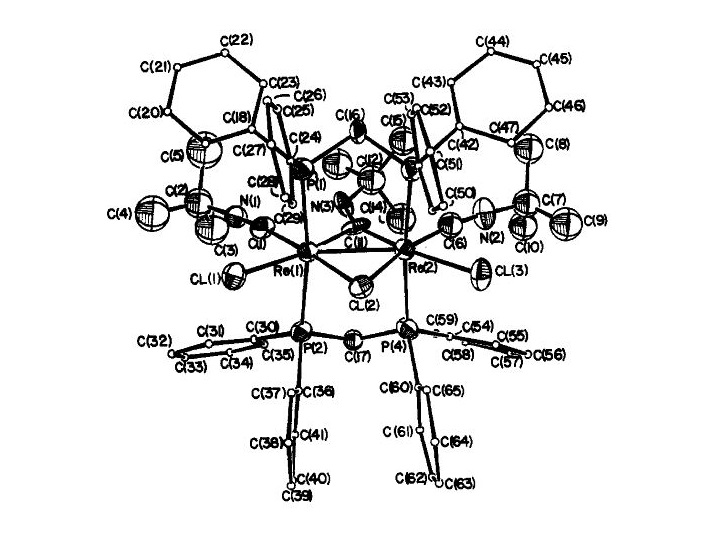 C(44)
C(22)
C(45)
C(21)
C(23)
C(43)
C(26)
C(53)
C(52)
C(25)
C(46)
C(20)
C(16)
C(15)
C(18)
C(24)
C(42)
C(47)
C(5)
C(27)
C(12)
C(51)
C(8)
P(1)
C(28)
C(2)
N(1)
N(3)
C(14)
C(50)
C(7)
C(4)
C(29)
C(9)
C(3)
C(1)
C(11)
C(6)
N(2)
C(10)
Re(1)
Re(2)
CL(1)
CL(3)
CL(2)
C(59)
C(32)
C(31)
C(30)
C(54)
C(55)
P(2)
C(17)
P(4)
C(35)
C(58)
C(56)
C(33)
C(34)
C(57)
C(37)
C(36)
C(60)
C(65)
C(38)
C(41)
C(61)
C(64)
C(40)
C(62)
C(63)
C(39)